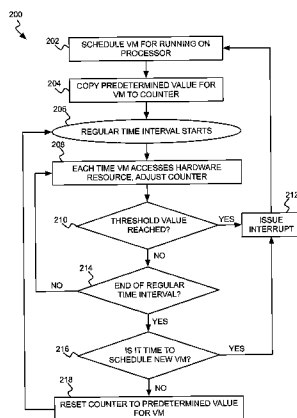 200
202
SCHEDULE VM FOR RUNNING ON
PROCESSOR
204
COPY PREDETERMINED VALUE FOR
VM TO COUNTER
206
REGULAR TIME INTERVAL STARTS
208
EACH TIME VM ACCESSES HARDWARE
RESOURCE, ADJUST COUNTER
210
THRESHOLD VALUE
REACHED?
YES
212
ISSUE
INTERRUPT
NO
214
END OF REGULAR
TIME INTERVAL?
NO
YES
216
IS IT TIME TO
SCHEDULE NEW VM?
YES
NO
218
RESET COUNTER TO PREDETERMINED VALUE
FOR VM